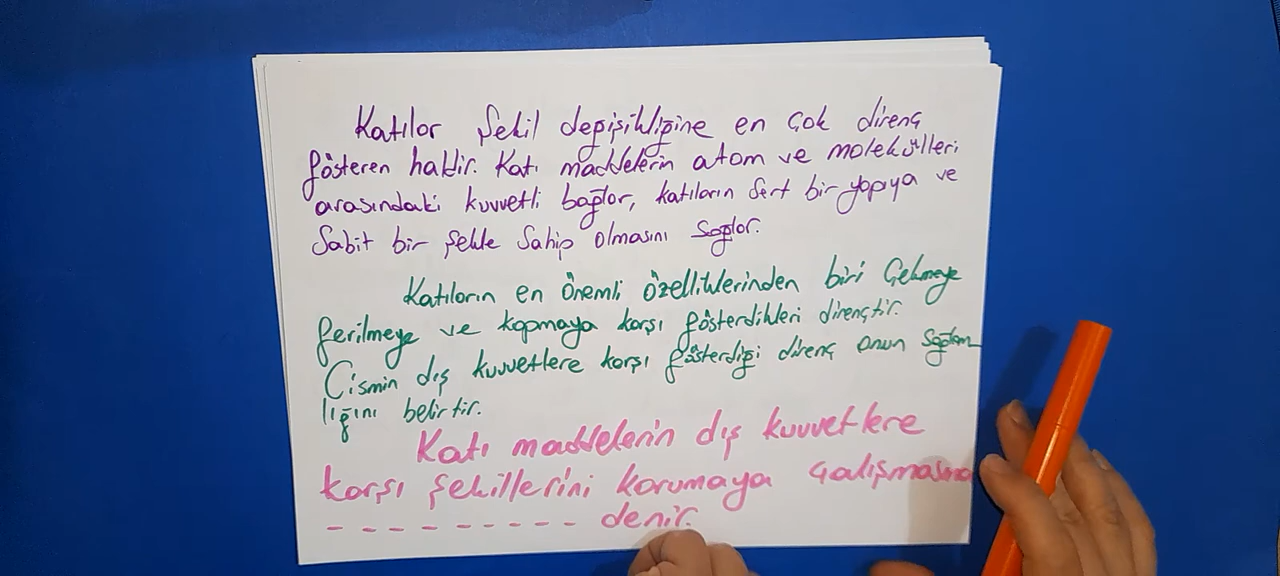 Katılar şekil değişikliğine en çok direnç
gösteren haldir. Katı maddelerin atom ve molekülleri
arasındaki kuvvetli bağlar, katıların sert bir yapıya ve
Sabit bir şekle sahip olmasını sağlar.
Katıların en önemli özelliklerinden biri Çekmeye
gerilmeye ve kopmaya karşı gösterdikleri dirençtir.
Cismin dış kuvvetlere karşı gösterdiği direnç onun sağlam
lığını belirtir.
Katı maddelerin dış kuvvetlere
karşı şekillerini korumaya çalışmasına
- - - - - - - - - - denir.